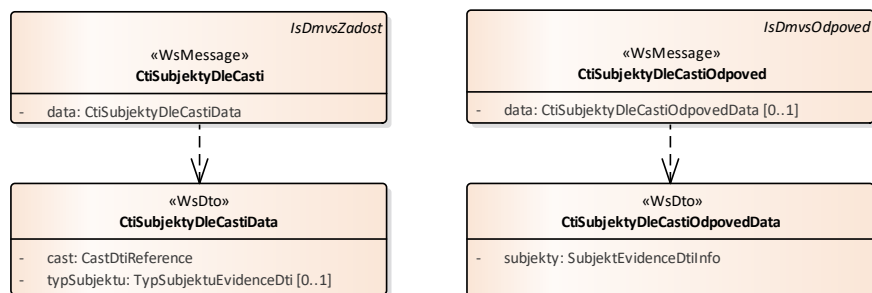 IsDmvsZadost
«WsMessage»
CtiSubjektyDleCasti
- data: CtiSubjektyDleCastiData
«WsDto»
CtiSubjektyDleCastiData
- cast: CastDtiReference
- typSubjektu: TypSubjektuEvidenceDti [0..1]
IsDmvsOdpoved
«WsMessage»
CtiSubjektyDleCastiOdpoved
- data: CtiSubjektyDleCastiOdpovedData [0..1]
«WsDto»
CtiSubjektyDleCastiOdpovedData
- subjekty: SubjektEvidenceDtiInfo